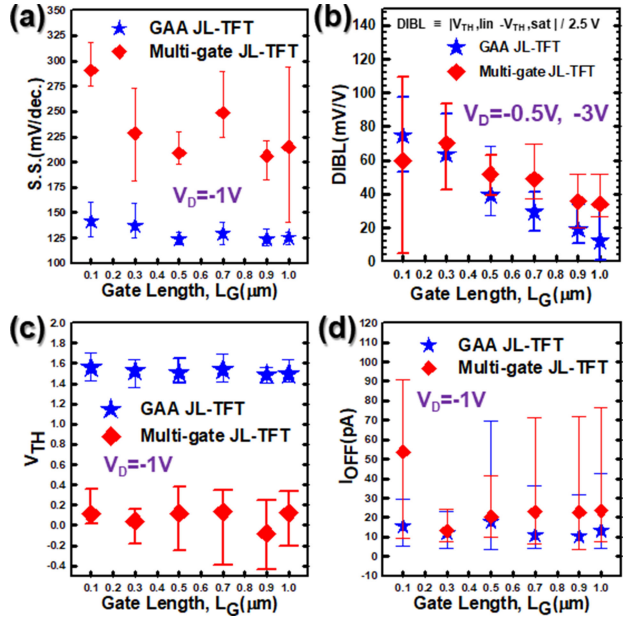 (a)
GAA JL-TFT
Multi-gate JL-TFT
V_D=-1V
S.S.(mV/dec.)
325
300
275
250
225
200
175
150
125
100
0.1 0.2 0.3 0.4 0.5 0.6 0.7 0.8 0.9 1.0
Gate Length, L_G(μm)
(b)
DIBL ≡ |V_TH,lin -V_TH,sat | / 2.5 V
GAA JL-TFT
Multi-gate JL-TFT
V_D=-0.5V, -3V
DIBL(mV/V)
160
140
120
100
80
60
40
20
0
0.1 0.2 0.3 0.4 0.5 0.6 0.7 0.8 0.9 1.0
Gate Length, L_G(μm)
(c)
GAA JL-TFT
Multi-gate JL-TFT
V_D=-1V
V_TH
2.0
1.8
1.6
1.4
1.2
1.0
0.8
0.6
0.4
0.2
0.0
-0.2
-0.4
0.1 0.2 0.3 0.4 0.5 0.6 0.7 0.8 0.9 1.0
Gate Length, L_G(μm)
(d)
GAA JL-TFT
Multi-gate JL-TFT
V_D=-1V
I_OFF(pA)
120
110
100
90
80
70
60
50
40
30
20
10
0
-10
0.1 0.2 0.3 0.4 0.5 0.6 0.7 0.8 0.9 1.0
Gate Length, L_G(μm)